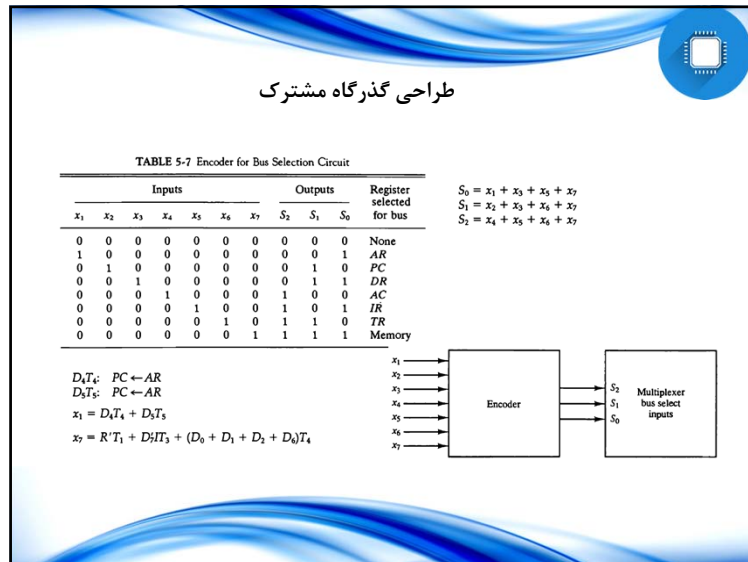 طراحی گذرگاه مشترک
TABLE 5-7 Encoder for Bus Selection Circuit
Inputs Outputs Register selected for bus
x₁ x₂ x₃ x₄ x₅ x₆ x₇ S₂ S₁ S₀
0 0 0 0 0 0 0 0 0 0 None
1 0 0 0 0 0 0 0 0 1 AR
0 1 0 0 0 0 0 0 1 0 PC
0 0 1 0 0 0 0 0 1 1 DR
0 0 0 1 0 0 0 1 0 0 AC
0 0 0 0 1 0 0 1 0 1 IR
0 0 0 0 0 1 0 1 1 0 TR
0 0 0 0 0 0 1 1 1 1 Memory
S₀ = x₁ + x₃ + x₅ + x₇
S₁ = x₂ + x₃ + x₆ + x₇
S₂ = x₄ + x₅ + x₆ + x₇
D₄T₄: PC ← AR
D₅T₅: PC ← AR
x₁ = D₄T₄ + D₅T₅
x₇ = R'T₁ + D₇'IT₃ + (D₀ + D₁ + D₂ + D₆)T₄
x₁
x₂
x₃
x₄
x₅
x₆
x₇
Encoder
S₂
S₁
S₀
Multiplexer
bus select
inputs